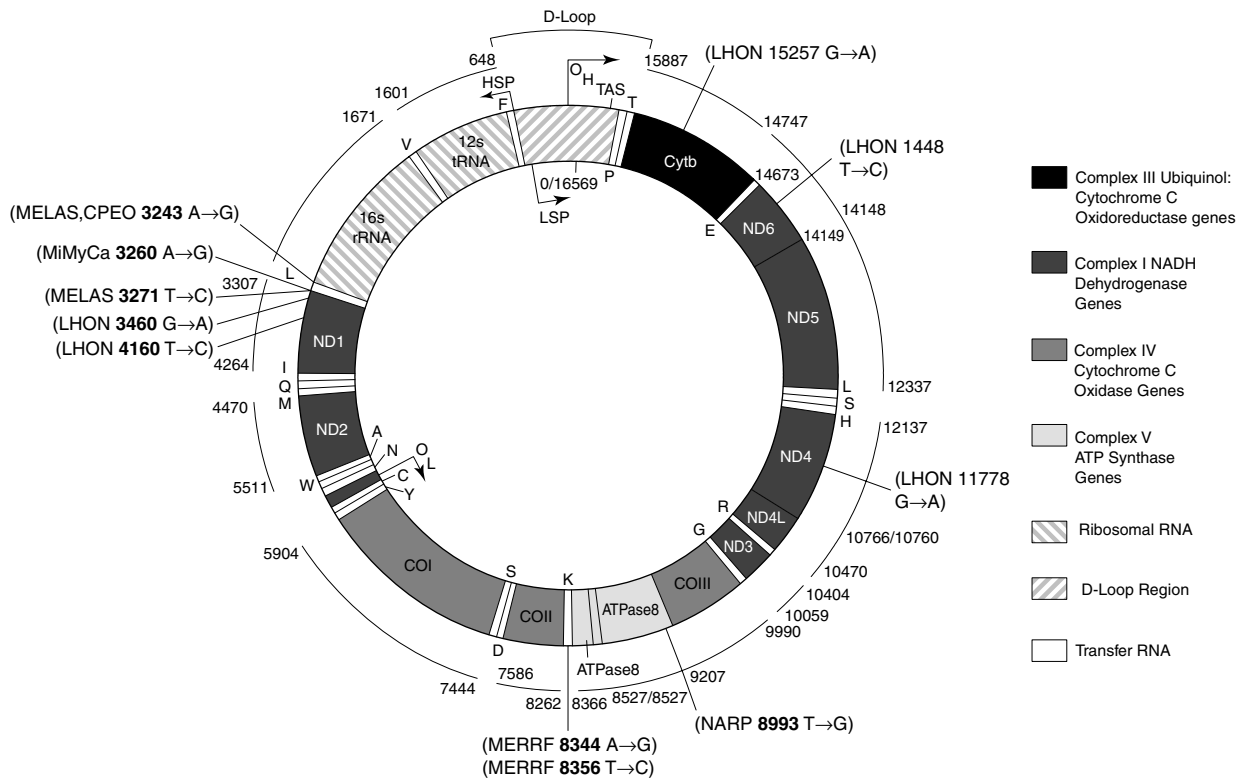 D-Loop
648
15887
(LHON 15257 G→A)
OH
HSP
TAS
F
T
1601
1671
14747
V
12s
tRNA
Cytb
(LHON 1448
T→C)
0/16569
P
LSP
14673
16s
rRNA
E
ND6
14148
14149
(MELAS,CPEO 3243 A→G)
(MiMyCa 3260 A→G)
3307
L
(MELAS 3271 T→C)
(LHON 3460 G→A)
(LHON 4160 T→C)
ND1
ND5
4264
I
Q
M
4470
L
S
H
12337
12137
ND2
A
N
OL
C
Y
W
5511
ND4
(LHON 11778
G→A)
R
ND4L
G
ND3
10766/10760
5904
COI
S
K
COIII
10470
10404
10059
9990
COII
ATPase8
D
ATPase8
7586
7444
8262
8366
8527/8527
9207
(NARP 8993 T→G)
(MERRF 8344 A→G)
(MERRF 8356 T→C)
Complex III Ubiquinol:
Cytochrome C
Oxidoreductase genes
Complex I NADH
Dehydrogenase
Genes
Complex IV
Cytochrome C
Oxidase Genes
Complex V
ATP Synthase
Genes
Ribosomal RNA
D-Loop Region
Transfer RNA